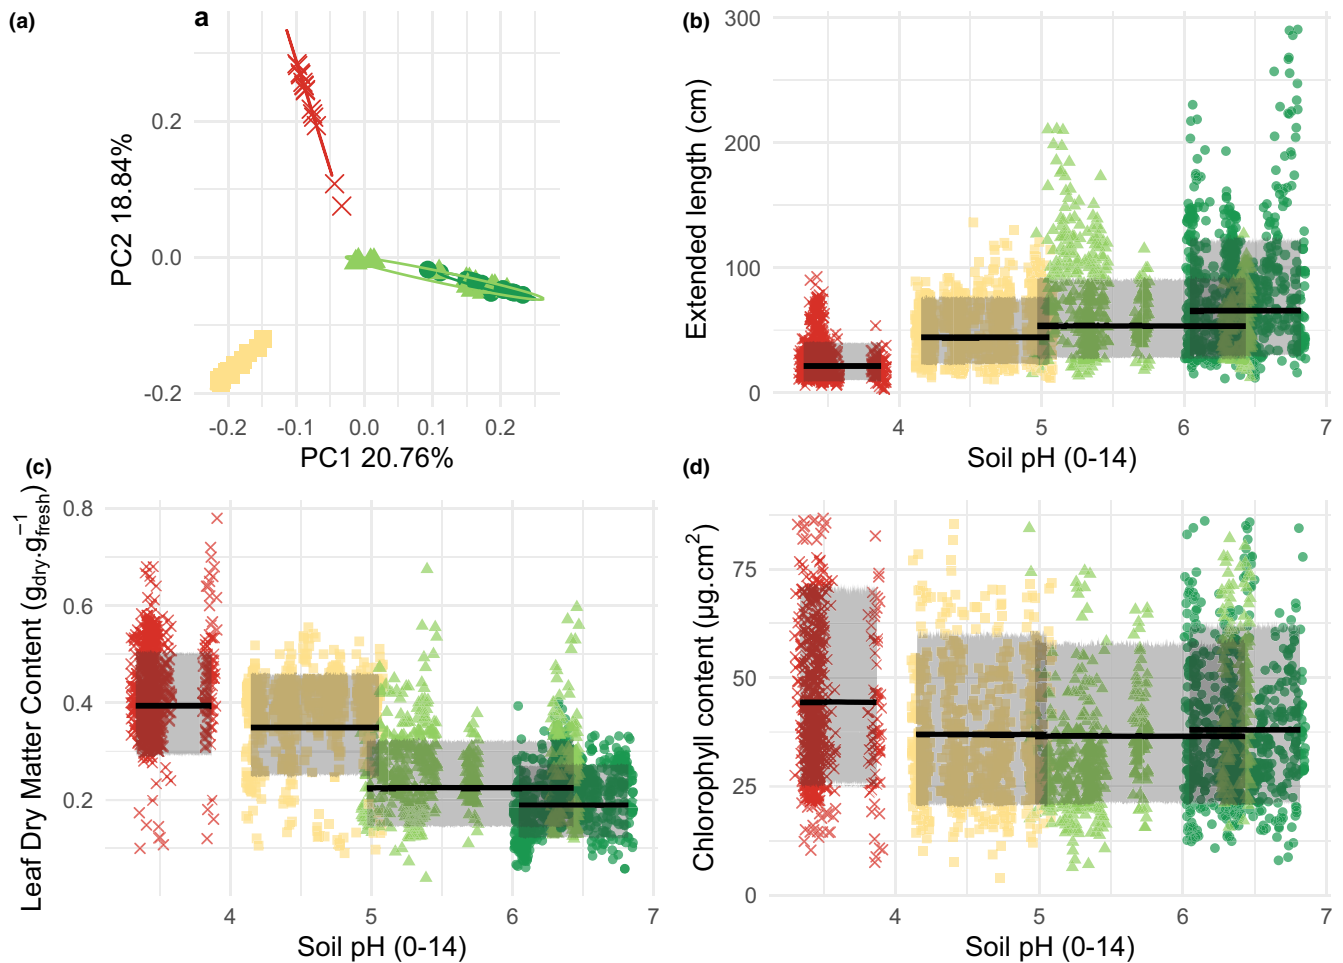 (a)
a
0.2
0.0
-0.2
PC2 18.84%
-0.2 -0.1 0.0 0.1 0.2
PC1 20.76%
(b)
300
200
100
0
Extended length (cm)
4 5 6 7
Soil pH (0-14)
(c)
0.8
0.6
0.4
0.2
Leaf Dry Matter Content (g_dry.g_fresh^-1)
4 5 6 7
Soil pH (0-14)
(d)
75
50
25
0
Chlorophyll content (µg.cm²)
4 5 6 7
Soil pH (0-14)